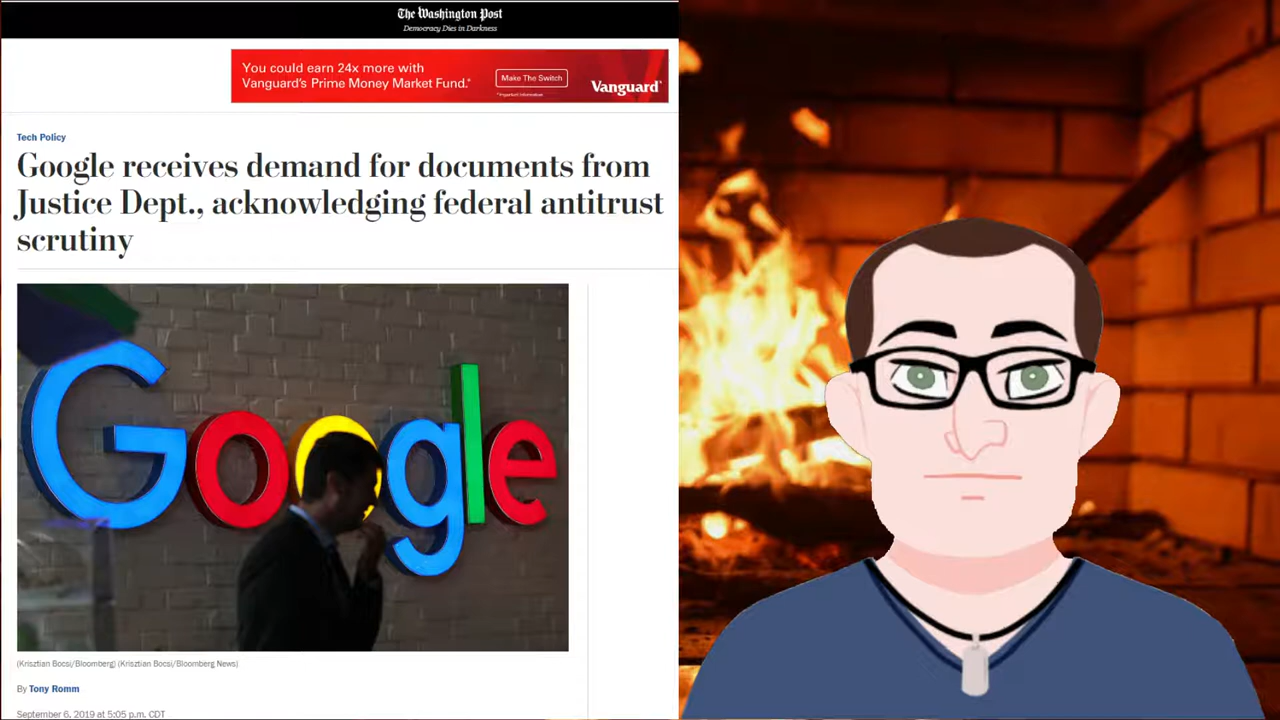 The Washington Post
Democracy Dies in Darkness
You could earn 24x more with
Vanguard's Prime Money Market Fund.*
Make The Switch
*Important Information
Vanguard
Tech Policy
Google receives demand for documents from
Justice Dept., acknowledging federal antitrust
scrutiny
Google
(Krisztian Bocsi/Bloomberg) (Krisztian Bocsi/Bloomberg News)
By Tony Romm
September 6, 2019 at 5:05 p.m. CDT